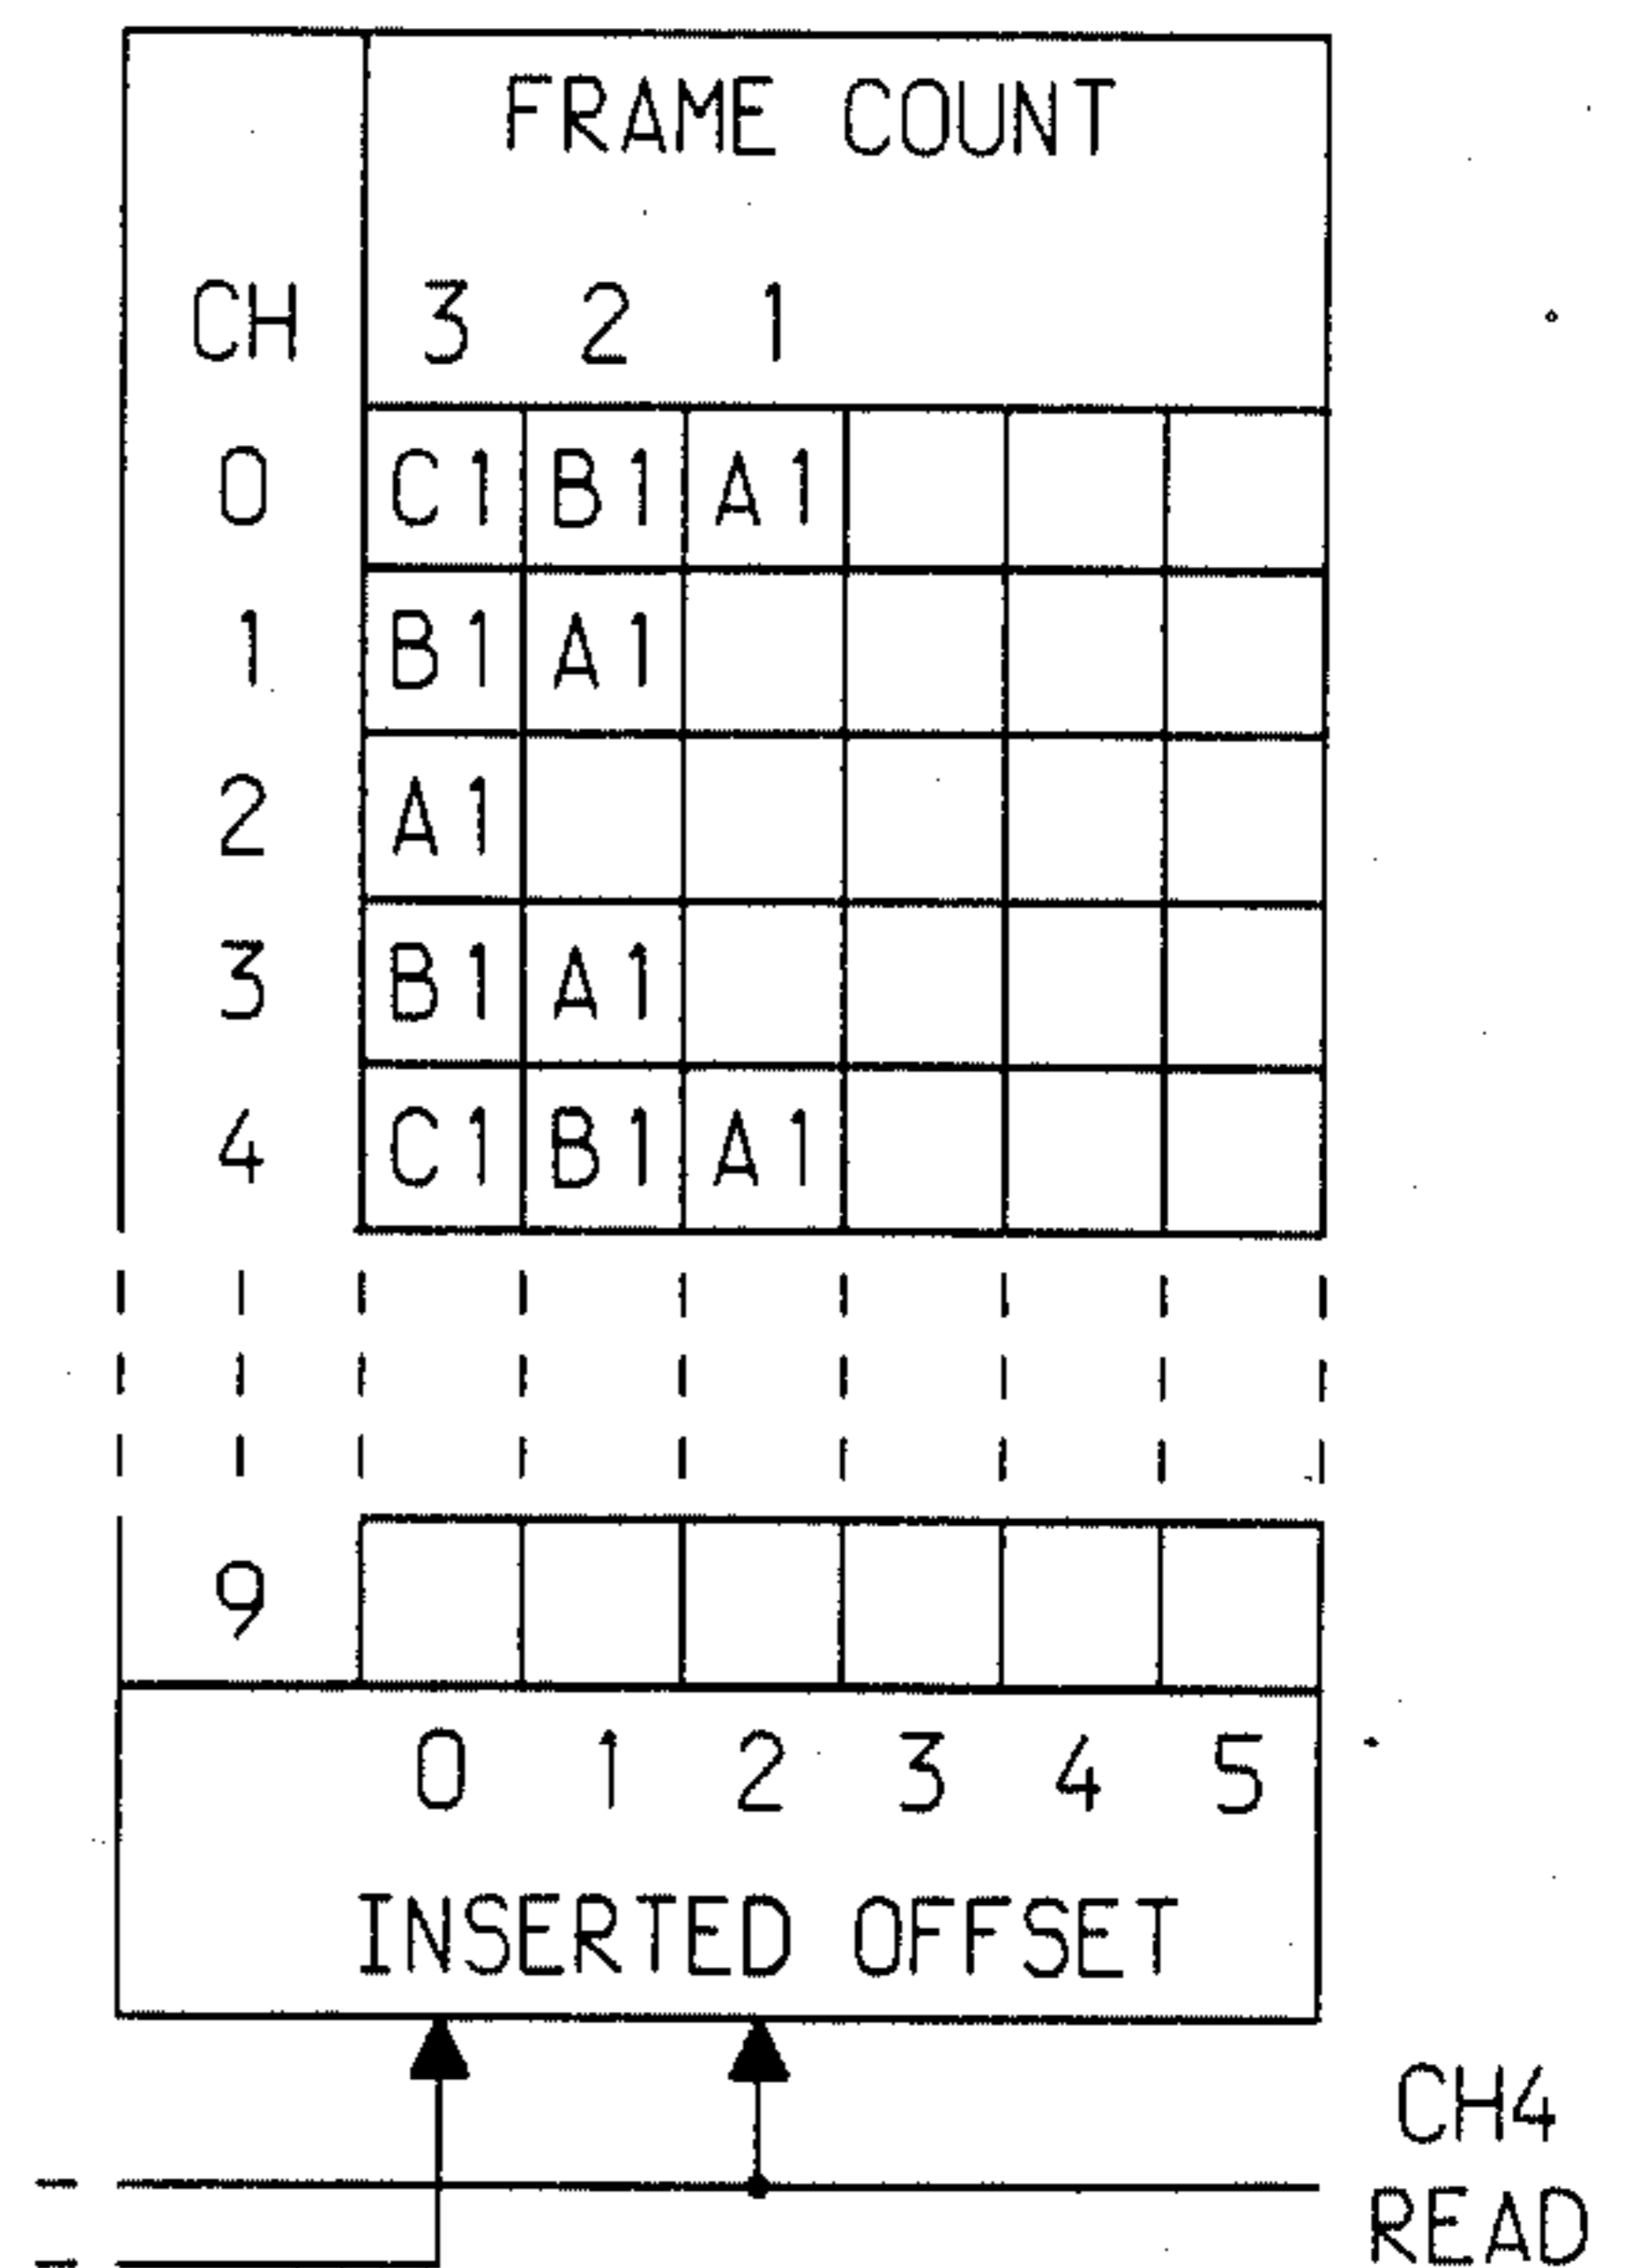 FRAME COUNT
CH 3 2 1
0 C1 B1 A1
1 B1 A1
2 A1
3 B1 A1
4 C1 B1 A1
9
0 1 2 3 4 5
INSERTED OFFSET
CH4
READ